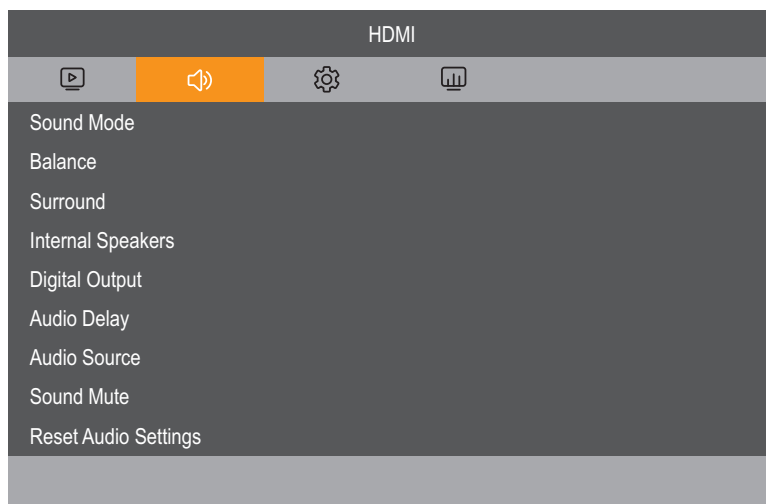 HDMI
Sound Mode
Balance
Surround
Internal Speakers
Digital Output
Audio Delay
Audio Source
Sound Mute
Reset Audio Settings